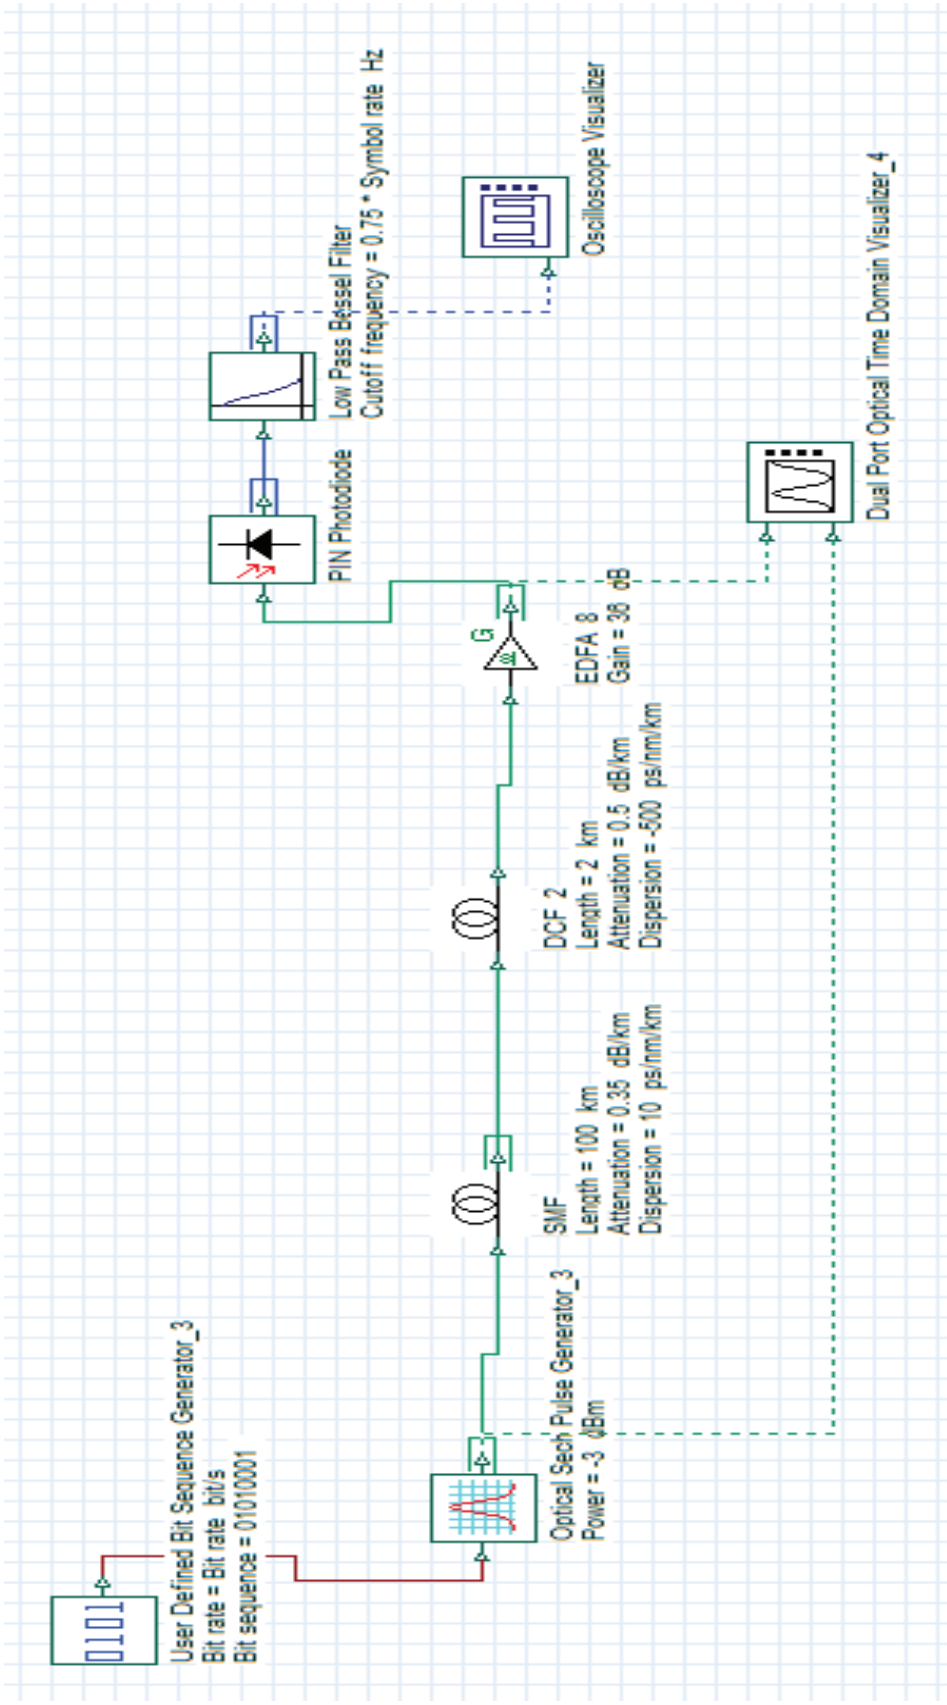 0101
User Defined Bit Sequence Generator_3
Bit rate = Bit rate bit/s
Bit sequence = 01010001
Optical Sech Pulse Generator_3
Power = -3 dBm
SMF
Length = 100 km
Attenuation = 0.35 dB/km
Dispersion = 10 ps/nm/km
DCF 2
Length = 2 km
Attenuation = 0.5 dB/km
Dispersion = -500 ps/nm/km
G
EDFA 8
Gain = 36 dB
PIN Photodiode
Low Pass Bessel Filter
Cutoff frequency = 0.75 * Symbol rate Hz
Oscilloscope Visualizer
Dual Port Optical Time Domain Visualizer_4